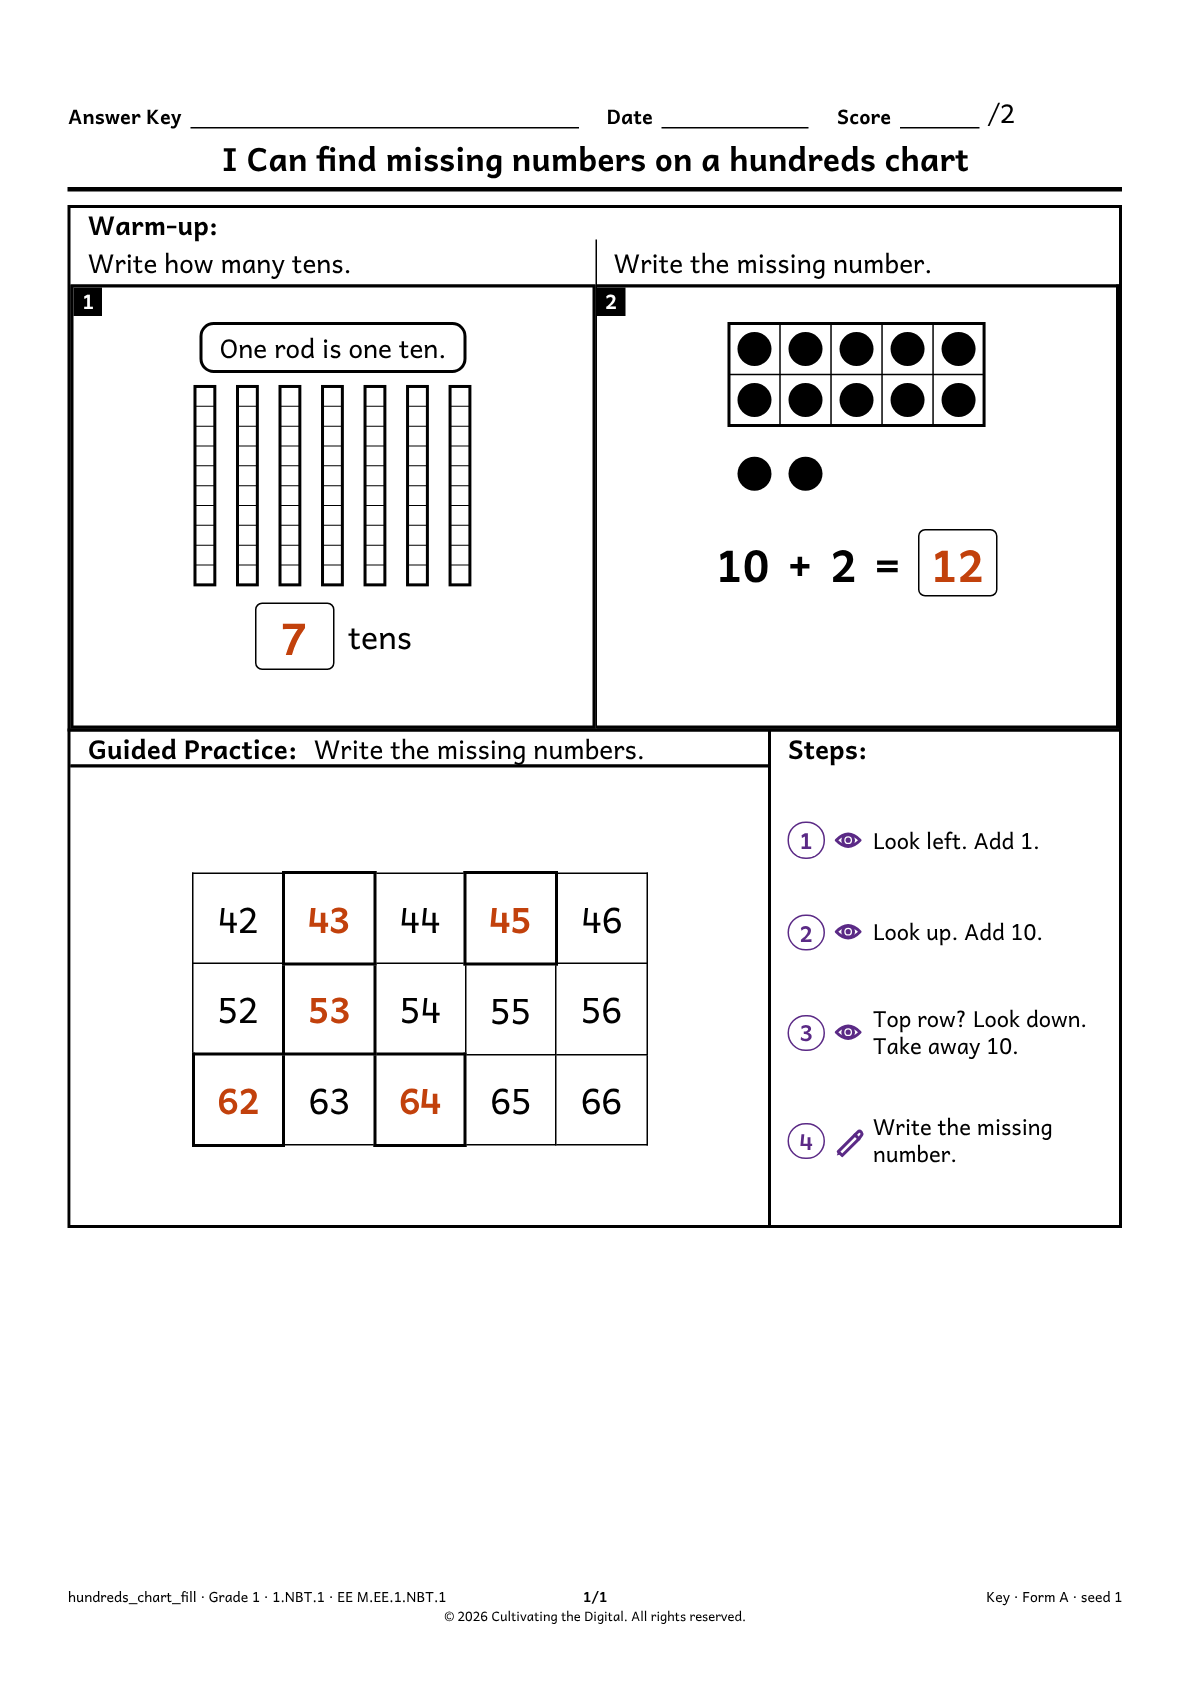 Answer Key Date Score /2
I Can find missing numbers on a hundreds chart
Warm-up:
Write how many tens.
Write the missing number.
1
One rod is one ten.
7 tens
2
10 + 2 = 12
Guided Practice: Write the missing numbers.
42 43 44 45 46
52 53 54 55 56
62 63 64 65 66
Steps:
1 Look left. Add 1.
2 Look up. Add 10.
3 Top row? Look down.
Take away 10.
4 Write the missing
number.
hundreds_chart_fill · Grade 1 · 1.NBT.1 · EE M.EE.1.NBT.1 1/1 Key · Form A · seed 1
© 2026 Cultivating the Digital. All rights reserved.